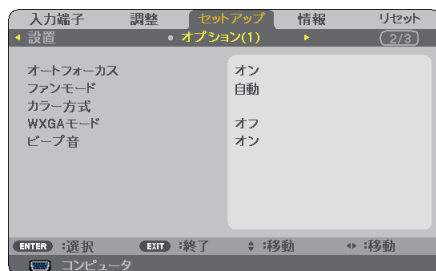 入力端子 調整 セットアップ 情報 リセット
設置 オプション(1) 2/3
オートフォーカス オン
ファンモード 自動
カラー方式
WXGAモード オフ
ビープ音 オン
ENTER :選択 EXIT :終了 :移動 :移動
コンピュータ